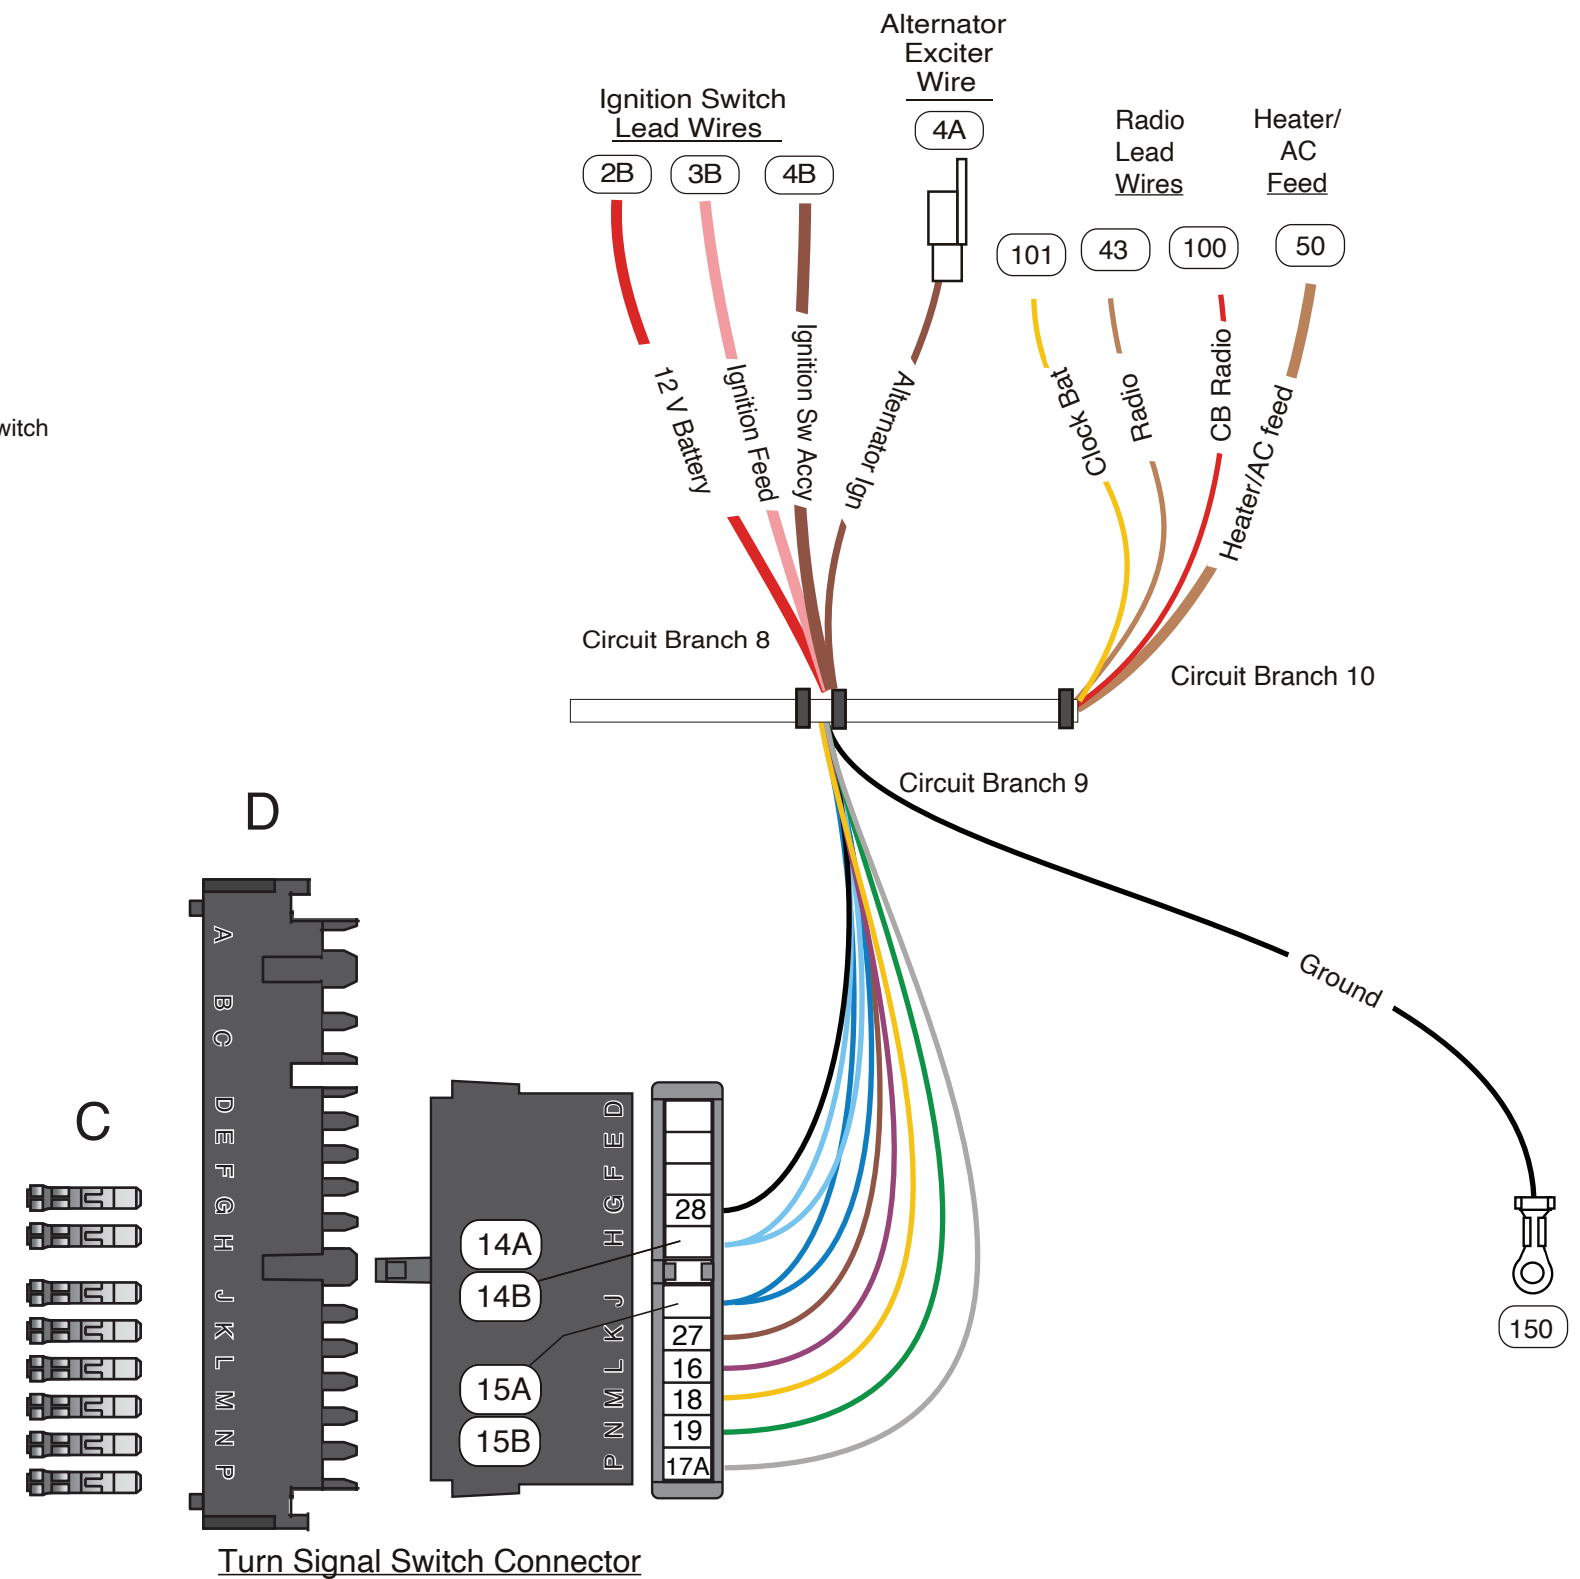 Alternator
Exciter
Wire
4A
Ignition Switch
Lead Wires
2B
3B
4B
Radio
Lead
Wires
Heater/
AC
Feed
101
43
100
50
12 V Battery
Ignition Feed
Ignition Sw Accy
Alternator Ign
Clock Bat
Radio
CB Radio
Heater/AC feed
witch
Circuit Branch 8
Circuit Branch 10
Circuit Branch 9
Ground
150
D
A
B
C
D
E
F
G
H
J
K
L
M
N
P
C
D
E
F
G
H
J
K
L
M
N
P
14A
14B
15A
15B
28
27
16
18
19
17A
Turn Signal Switch Connector